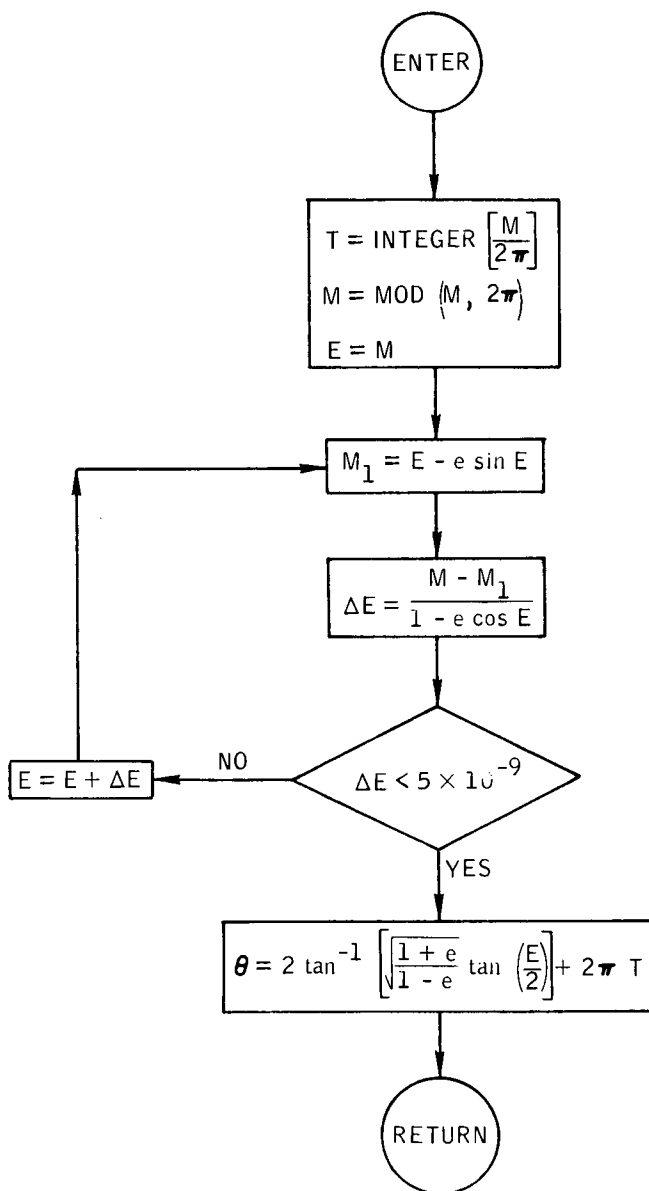 ENTER
T = INTEGER [M/2π]
M = MOD (M, 2π)
E = M
M₁ = E - e sin E
ΔE = (M - M₁)/(1 - e cos E)
ΔE < 5 × 10⁻⁹
NO
E = E + ΔE
YES
θ = 2 tan⁻¹ [√((1 + e)/(1 - e)) tan (E/2)] + 2π T
RETURN